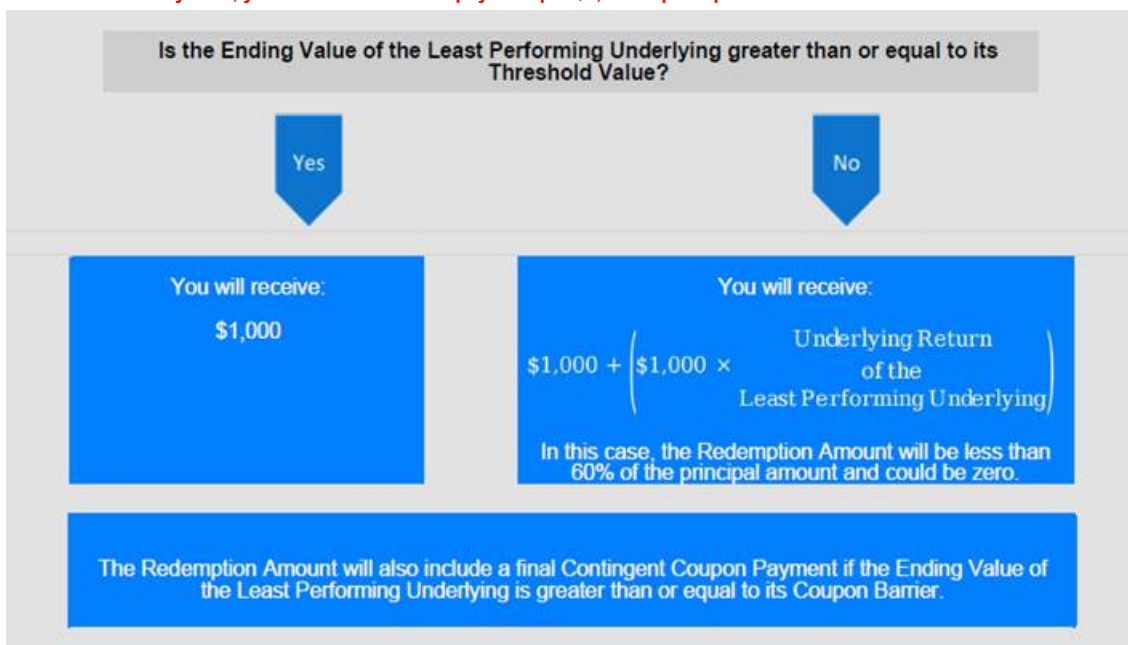 Is the Ending Value of the Least Performing Underlying greater than or equal to its
Threshold Value?
Yes
No
You will receive:
$1,000
You will receive:
$1,000 + ($1,000 × Underlying Return
of the
Least Performing Underlying)
In this case, the Redemption Amount will be less than
60% of the principal amount and could be zero.
The Redemption Amount will also include a final Contingent Coupon Payment if the Ending Value of
the Least Performing Underlying is greater than or equal to its Coupon Barrier.